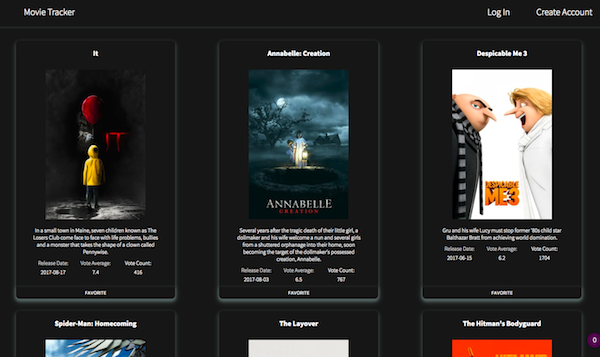 Movie Tracker
Log In
Create Account
It
IT
In a small town in Maine, seven children known as The
Losers Club come face to face with life problems, bullies
and a monster that takes the shape of a clown called
Pennywise.
Release Date:
Vote Average:
Vote Count:
2017-08-17
7.4
416
FAVORITE
Annabelle: Creation
ANNABELLE
CREATION
Several years after the tragic death of their little girl, a
dollmaker and his wife welcome a nun and several girls
from a shuttered orphanage into their home, soon
becoming the target of the dollmaker's possessed
creation, Annabelle.
Release Date:
Vote Average:
Vote Count:
2017-08-03
6.5
767
FAVORITE
Despicable Me 3
DESPICABLE
ME3
Gru and his wife Lucy must stop former '80s child star
Balthazar Bratt from achieving world domination.
Release Date:
Vote Average:
Vote Count:
2017-06-15
6.2
1704
FAVORITE
Spider-Man: Homecoming
The Layover
The Hitman's Bodyguard
0